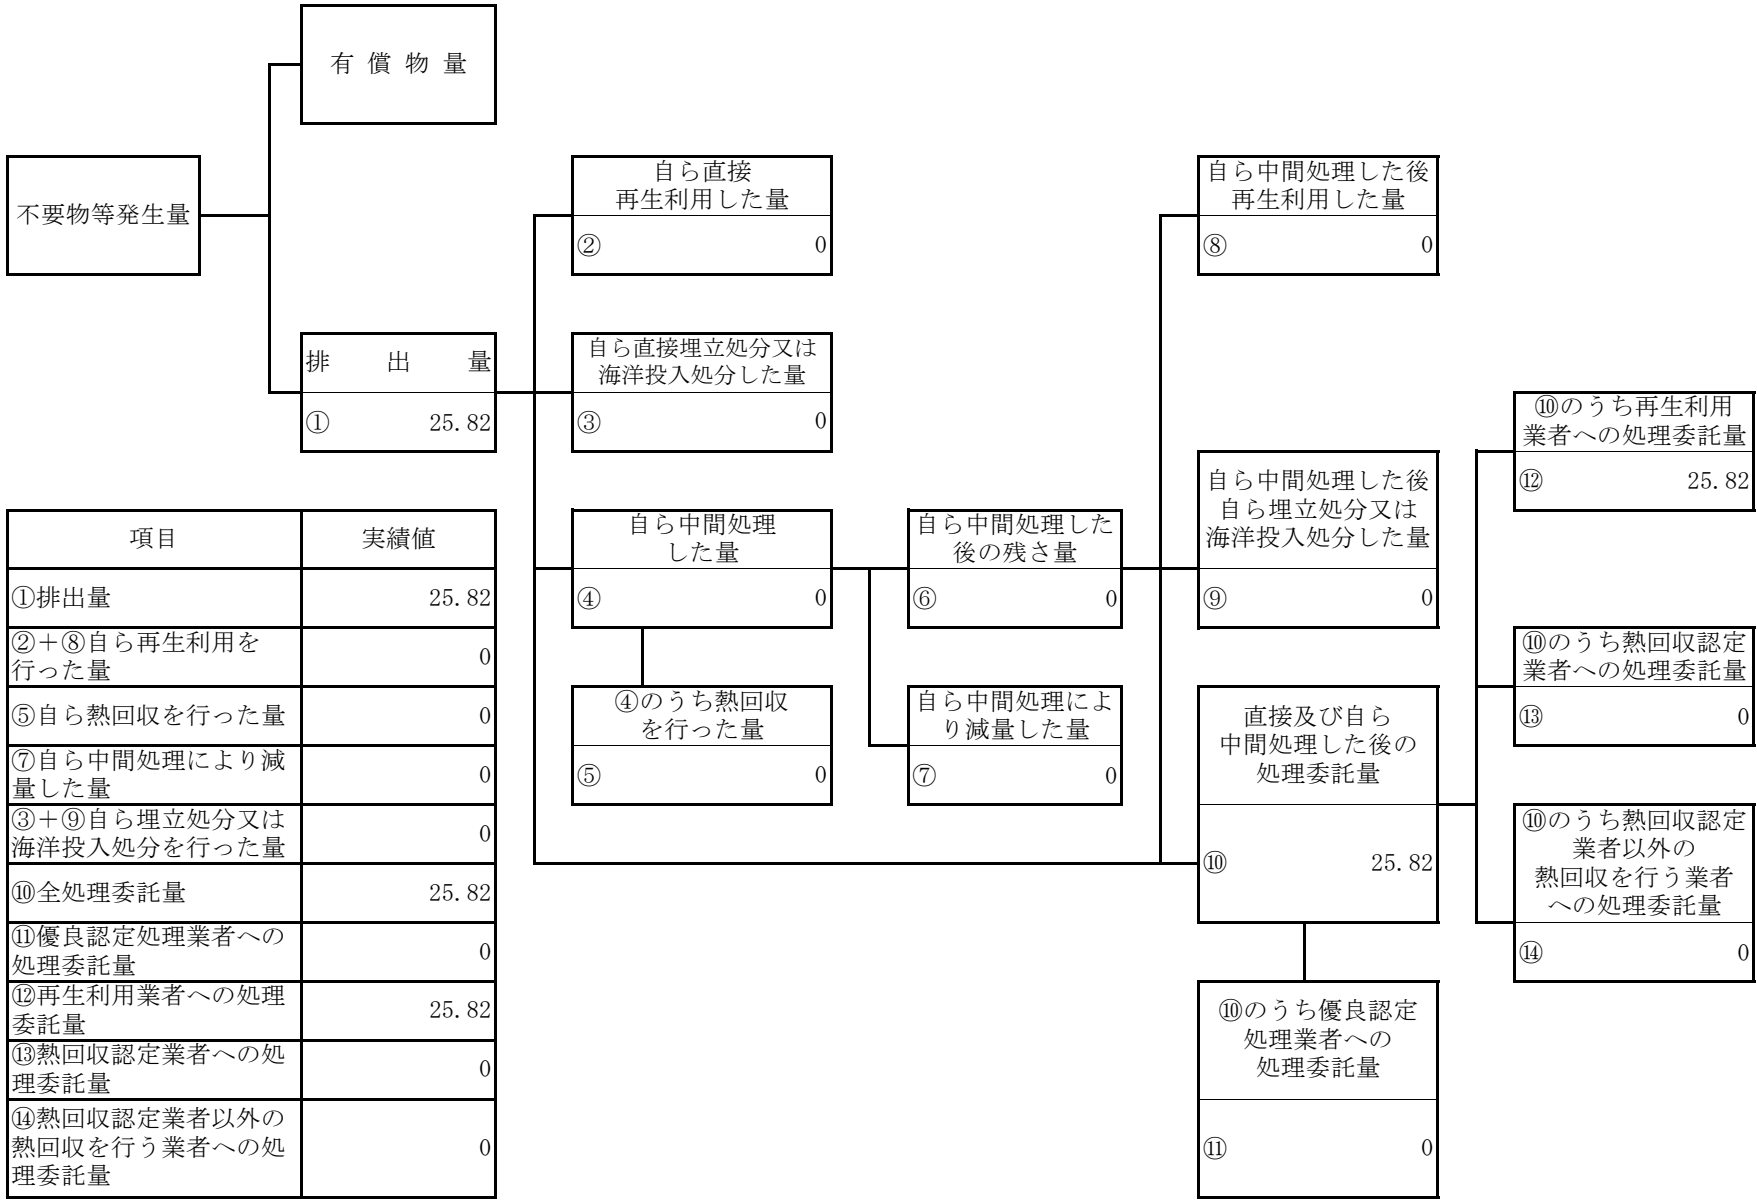 有償物量
不要物等発生量
自ら直接
再生利用した量
② 0
自ら中間処理した後
再生利用した量
⑧ 0
排出量
① 25.82
自ら直接埋立処分又は
海洋投入処分した量
③ 0
⑩のうち再生利用
業者への処理委託量
⑫ 25.82
自ら中間処理
した量
④ 0
自ら中間処理した
後の残さ量
⑥ 0
自ら中間処理した後
自ら埋立処分又は
海洋投入処分した量
⑨ 0
⑩のうち熱回収認定
業者への処理委託量
⑬ 0
④のうち熱回収
を行った量
⑤ 0
自ら中間処理によ
り減量した量
⑦ 0
直接及び自ら
中間処理した後の
処理委託量
⑩ 25.82
⑩のうち熱回収認定
業者以外の
熱回収を行う業者
への処理委託量
⑭ 0
⑩のうち優良認定
処理業者への
処理委託量
⑪ 0
項目 実績値
①排出量 25.82
②＋⑧自ら再生利用を
行った量 0
⑤自ら熱回収を行った量 0
⑦自ら中間処理により減
量した量 0
③＋⑨自ら埋立処分又は
海洋投入処分を行った量 0
⑩全処理委託量 25.82
⑪優良認定処理業者への
処理委託量 0
⑫再生利用業者への処理
委託量 25.82
⑬熱回収認定業者への処
理委託量 0
⑭熱回収認定業者以外の
熱回収を行う業者への処
理委託量 0